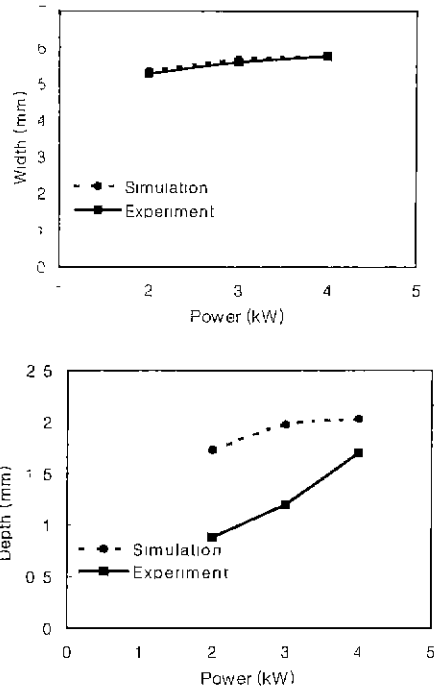 6
5
4
3
2
1
0
Width (mm)
Simulation
Experiment
2 3 4 5
Power (kW)
2 5
2
1 5
1
0 5
0
Depth (mm)
Simulation
Experiment
0 1 2 3 4 5
Power (kW)